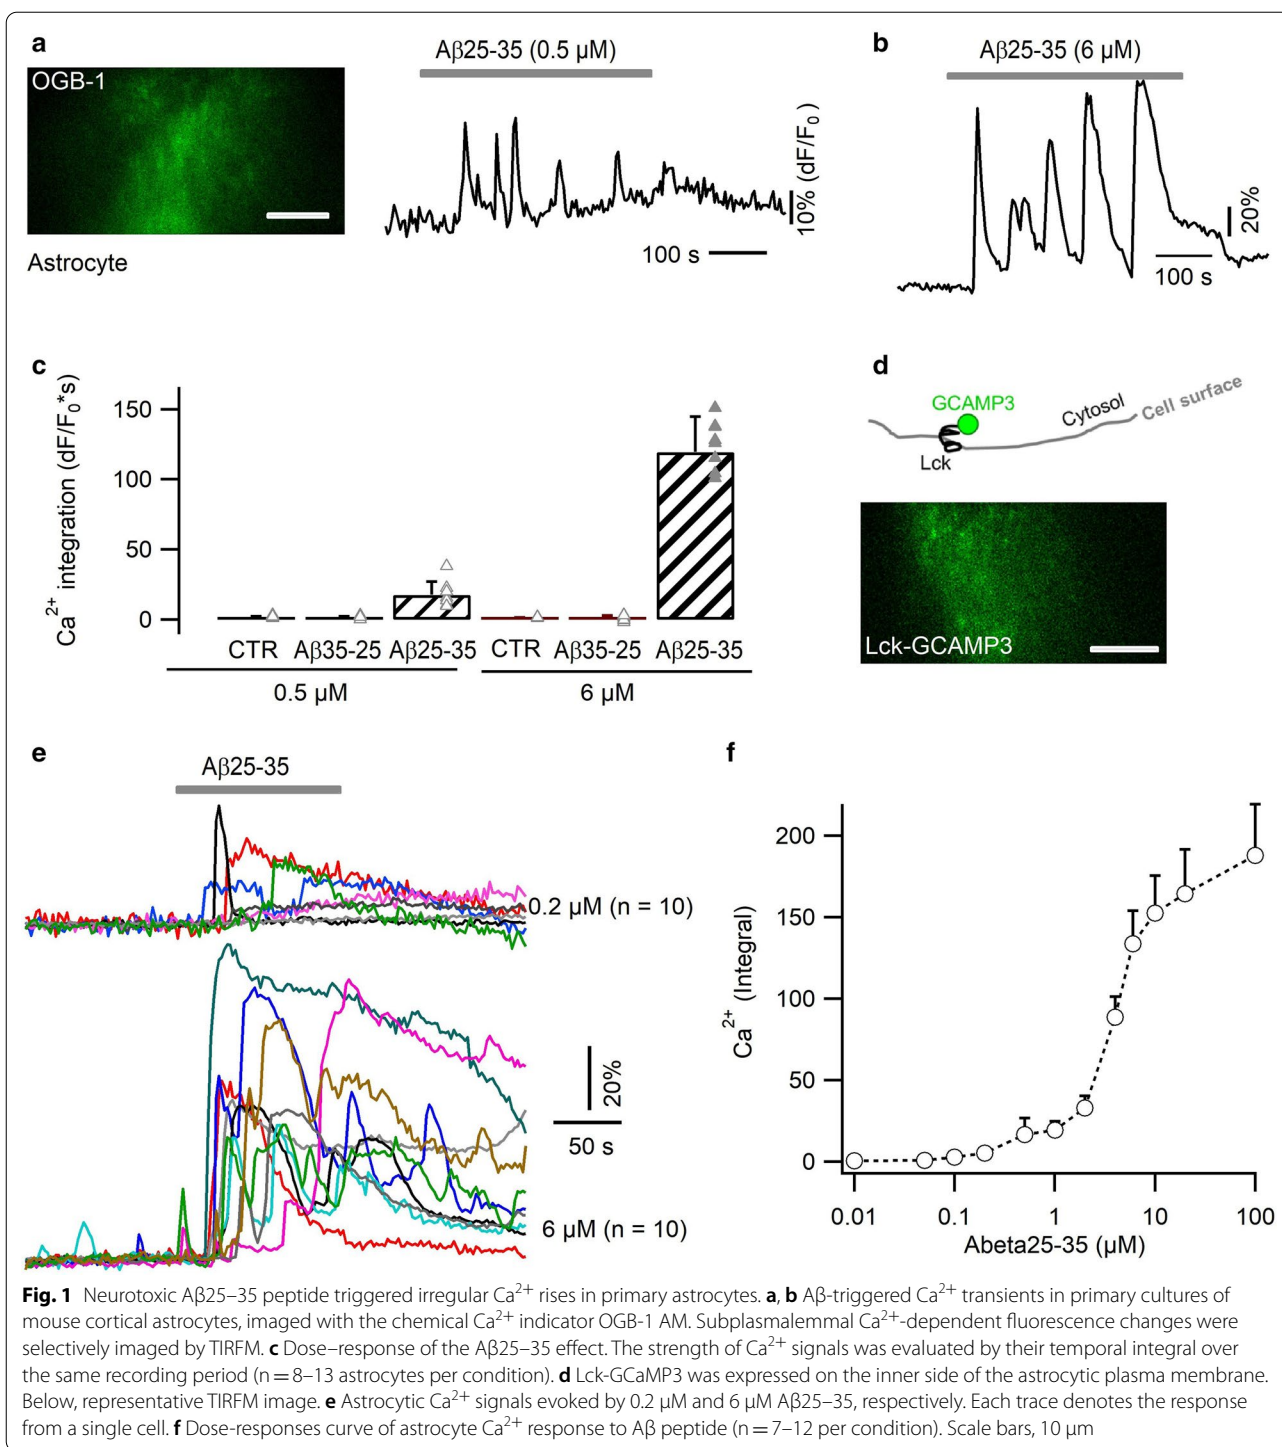 a
OGB-1
Astrocyte
Aβ25-35 (0.5 µM)
10% (dF/F0)
100 s
b
Aβ25-35 (6 µM)
20%
100 s
c
Ca2+ integration (dF/F0*s)
150
100
50
0
CTR Aβ35-25 Aβ25-35 CTR Aβ35-25 Aβ25-35
0.5 µM 6 µM
d
GCAMP3
Cytosol
Cell surface
Lck
Lck-GCAMP3
e
Aβ25-35
0.2 µM (n = 10)
20%
50 s
6 µM (n = 10)
f
Ca2+ (Integral)
200
150
100
50
0
0.01 0.1 1 10 100
Abeta25-35 (µM)
Fig. 1 Neurotoxic Aβ25–35 peptide triggered irregular Ca2+ rises in primary astrocytes. a, b Aβ-triggered Ca2+ transients in primary cultures of
mouse cortical astrocytes, imaged with the chemical Ca2+ indicator OGB-1 AM. Subplasmalemmal Ca2+-dependent fluorescence changes were
selectively imaged by TIRFM. c Dose–response of the Aβ25–35 effect. The strength of Ca2+ signals was evaluated by their temporal integral over
the same recording period (n = 8–13 astrocytes per condition). d Lck-GCaMP3 was expressed on the inner side of the astrocytic plasma membrane.
Below, representative TIRFM image. e Astrocytic Ca2+ signals evoked by 0.2 µM and 6 µM Aβ25–35, respectively. Each trace denotes the response
from a single cell. f Dose-responses curve of astrocyte Ca2+ response to Aβ peptide (n = 7–12 per condition). Scale bars, 10 µm